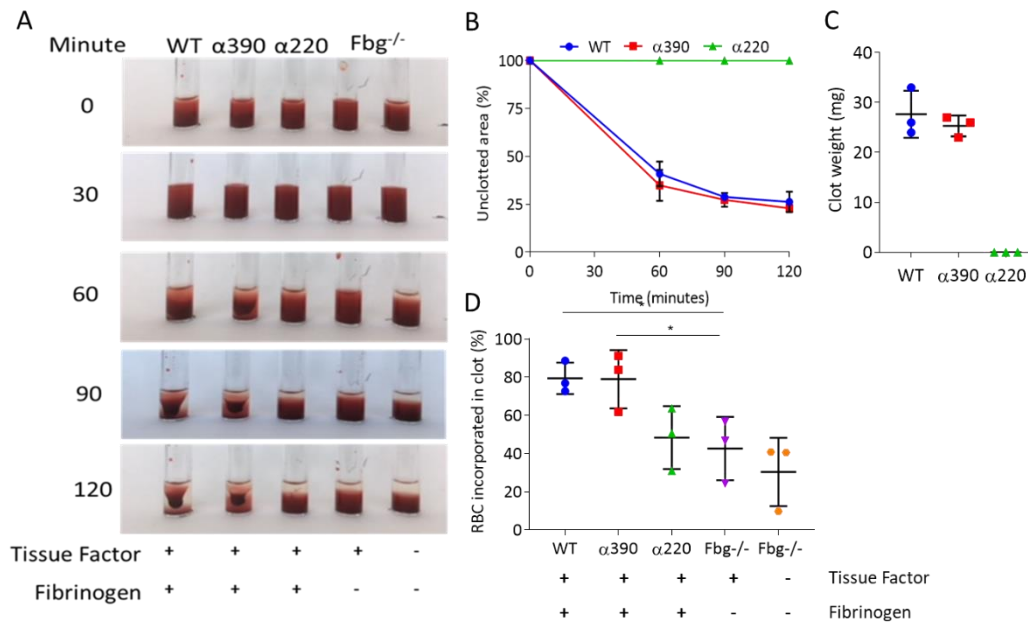 A
Minute
WT α390 α220 Fbg-/-
0
30
60
90
120
Tissue Factor + + + + -
Fibrinogen + + + - -
B
WT α390 α220
Unclotted area (%)
100
75
50
25
0
0 30 60 90 120
Time (minutes)
C
Clot weight (mg)
30
20
10
0
WT α390 α220
D
*
*
RBC incorporated in clot (%)
100
80
60
40
20
0
WT α390 α220 Fbg-/- Fbg-/-
+ + + + - Tissue Factor
+ + + - - Fibrinogen